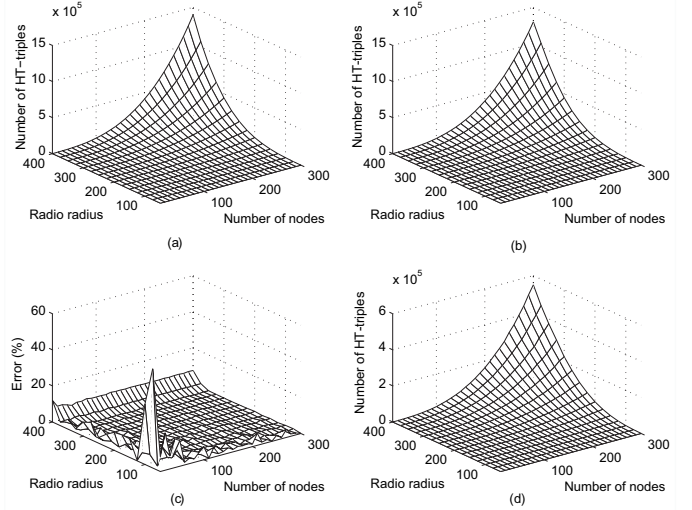 x 10^5
Number of HT−triples
15
10
5
0
400
300
200
100
Radio radius
100
200
300
Number of nodes
(a)
x 10^5
Number of HT-triples
15
10
5
0
400
300
200
100
Radio radius
100
200
300
Number of nodes
(b)
Error (%)
60
40
20
0
400
300
200
100
Radio radius
100
200
300
Number of nodes
(c)
x 10^5
Number of HT-triples
6
4
2
0
400
300
200
100
Radio radius
100
200
300
Number of nodes
(d)